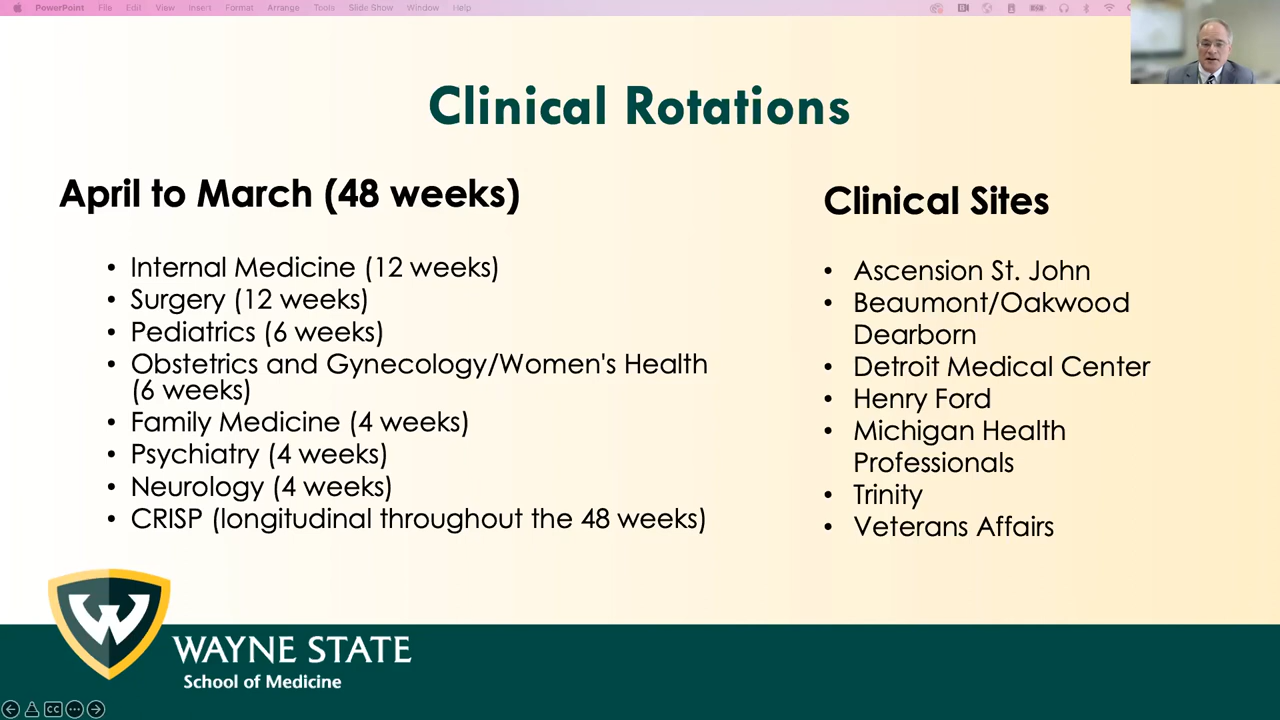 PowerPoint File Edit View Insert Format Arrange Tools Slide Show Window Help
Clinical Rotations
April to March (48 weeks)
• Internal Medicine (12 weeks)
• Surgery (12 weeks)
• Pediatrics (6 weeks)
• Obstetrics and Gynecology/Women's Health
(6 weeks)
• Family Medicine (4 weeks)
• Psychiatry (4 weeks)
• Neurology (4 weeks)
• CRISP (longitudinal throughout the 48 weeks)
Clinical Sites
• Ascension St. John
• Beaumont/Oakwood
Dearborn
• Detroit Medical Center
• Henry Ford
• Michigan Health
Professionals
• Trinity
• Veterans Affairs
W
WAYNE STATE
School of Medicine
CC